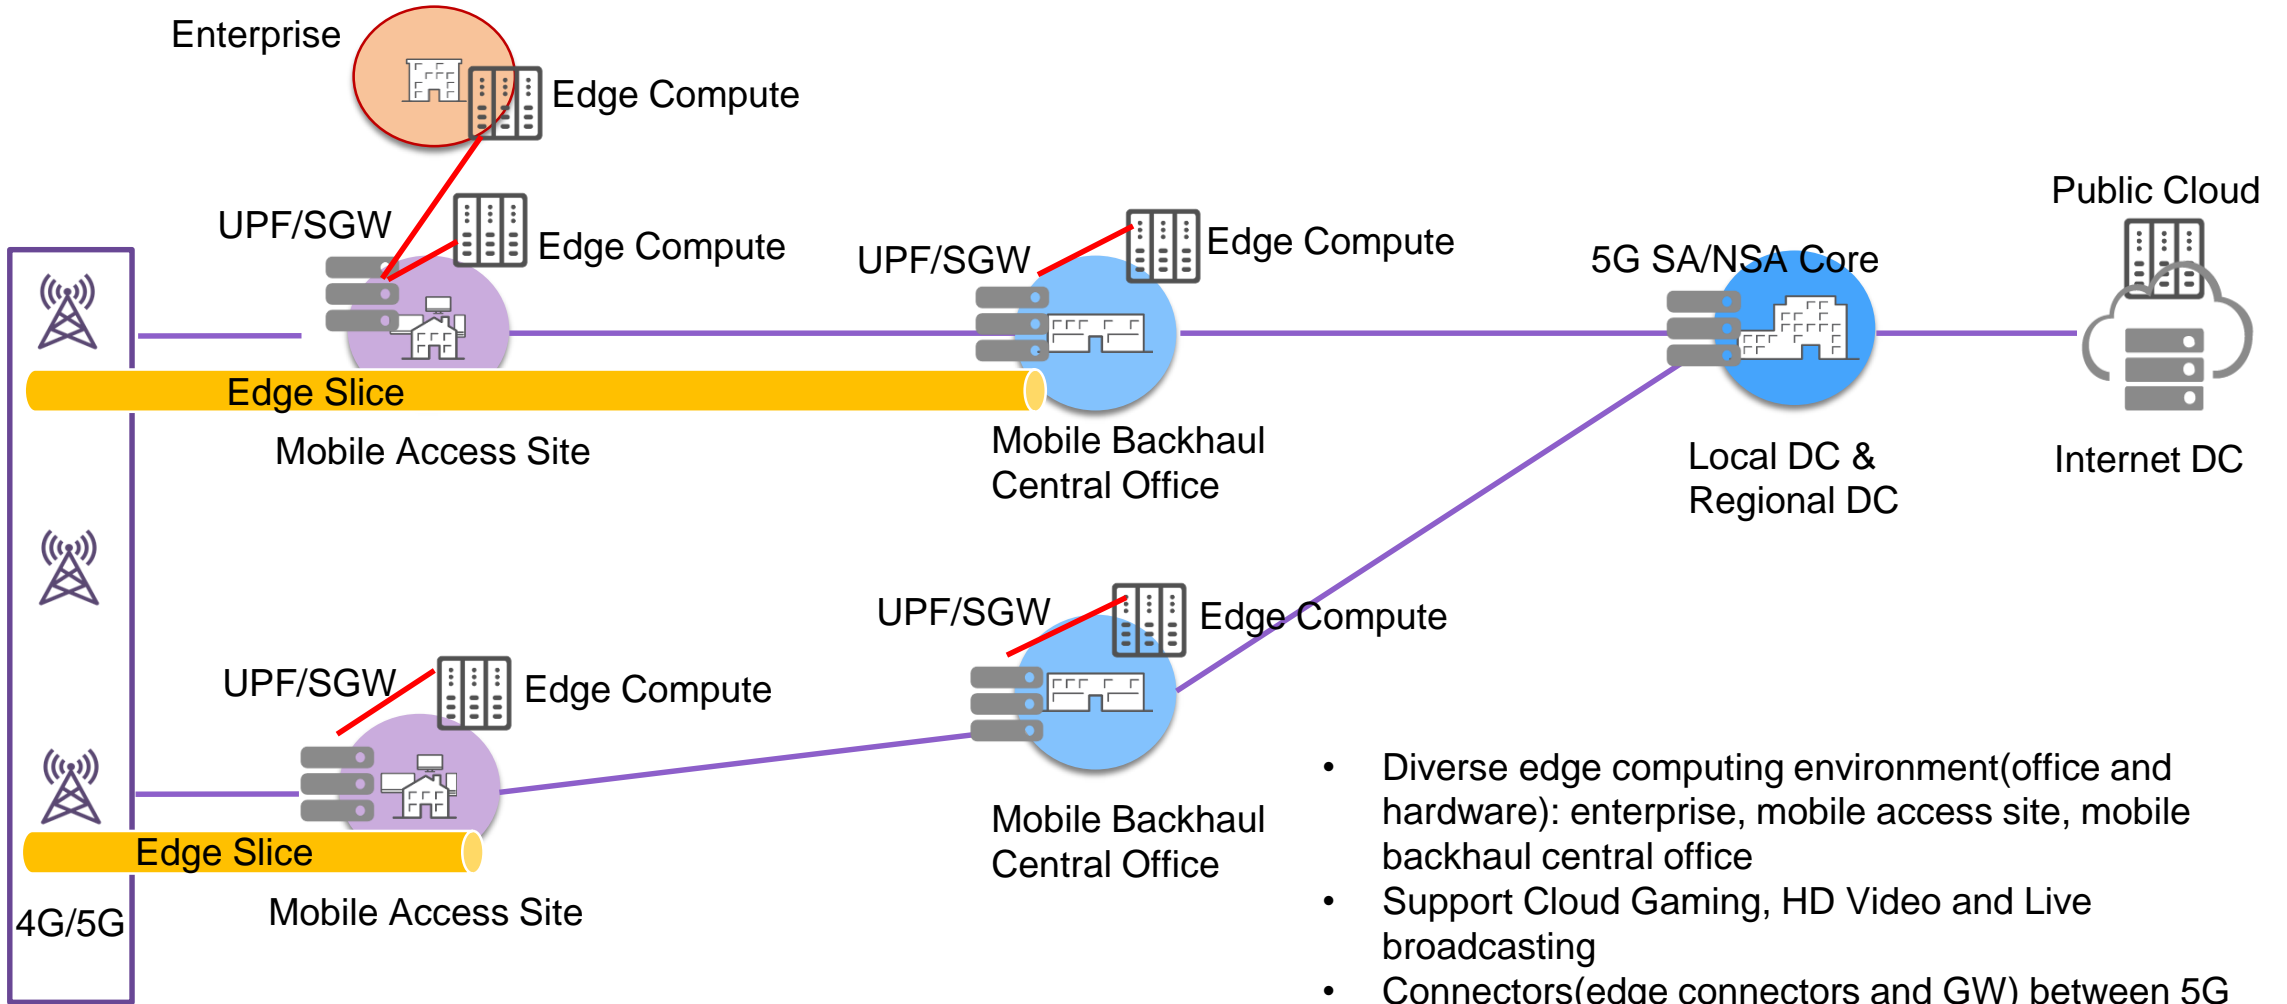 Enterprise
Edge Compute
UPF/SGW
Edge Compute
UPF/SGW
Edge Compute
5G SA/NSA Core
Public Cloud
Edge Slice
Mobile Access Site
Mobile Backhaul
Central Office
Local DC &
Regional DC
Internet DC
UPF/SGW
Edge Compute
UPF/SGW
Edge Compute
Edge Slice
Mobile Access Site
Mobile Backhaul
Central Office
4G/5G
• Diverse edge computing environment(office and
hardware): enterprise, mobile access site, mobile
backhaul central office
• Support Cloud Gaming, HD Video and Live
broadcasting
• Connectors(edge connectors and GW) between 5G